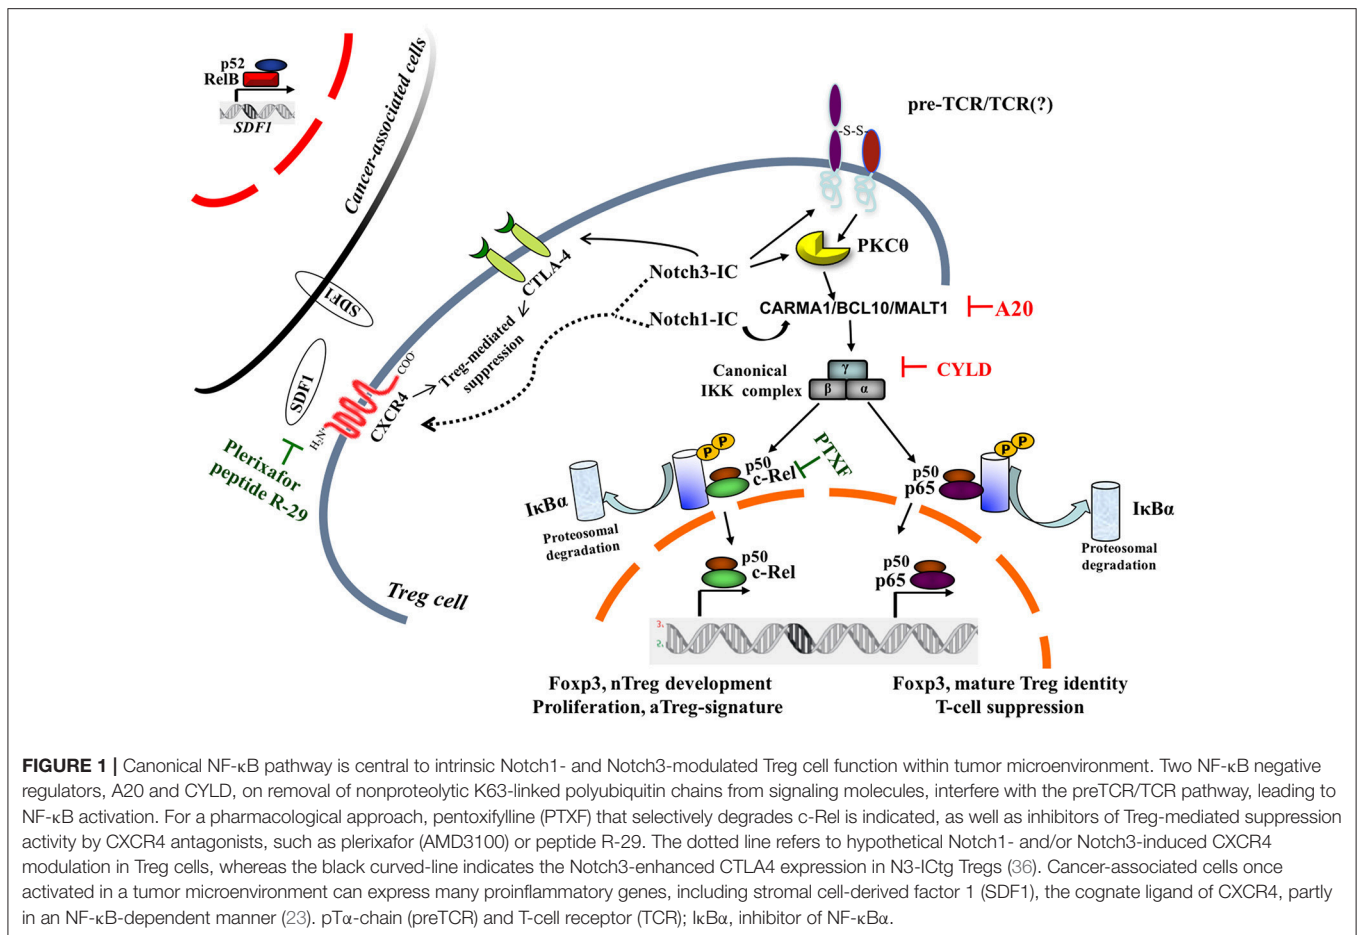 p52
RelB
SDF1
Cancer-associated cells
pre-TCR/TCR(?)
-S-S-
PKCθ
Notch3-IC
CTLA-4
SDF1
Notch1-IC
CARMA1/BCL10/MALT1
A20
Treg-mediated
suppression
COO-
CXCR4
H2N+
SDF1
Canonical
IKK complex
γ
β
α
CYLD
Plerixafor
peptide R-29
PTXF
P
P
p50
c-Rel
P
P
p50
p65
IκBα
Proteosomal
degradation
IκBα
Proteosomal
degradation
p50
c-Rel
p50
p65
Treg cell
Foxp3, nTreg development
Proliferation, aTreg-signature
Foxp3, mature Treg identity
T-cell suppression
FIGURE 1 | Canonical NF-κB pathway is central to intrinsic Notch1- and Notch3-modulated Treg cell function within tumor microenvironment. Two NF-κB negative
regulators, A20 and CYLD, on removal of nonproteolytic K63-linked polyubiquitin chains from signaling molecules, interfere with the preTCR/TCR pathway, leading to
NF-κB activation. For a pharmacological approach, pentoxifylline (PTXF) that selectively degrades c-Rel is indicated, as well as inhibitors of Treg-mediated suppression
activity by CXCR4 antagonists, such as plerixafor (AMD3100) or peptide R-29. The dotted line refers to hypothetical Notch1- and/or Notch3-induced CXCR4
modulation in Treg cells, whereas the black curved-line indicates the Notch3-enhanced CTLA4 expression in N3-ICtg Tregs (36). Cancer-associated cells once
activated in a tumor microenvironment can express many proinflammatory genes, including stromal cell-derived factor 1 (SDF1), the cognate ligand of CXCR4, partly
in an NF-κB-dependent manner (23). pTα-chain (preTCR) and T-cell receptor (TCR); IκBα, inhibitor of NF-κBα.